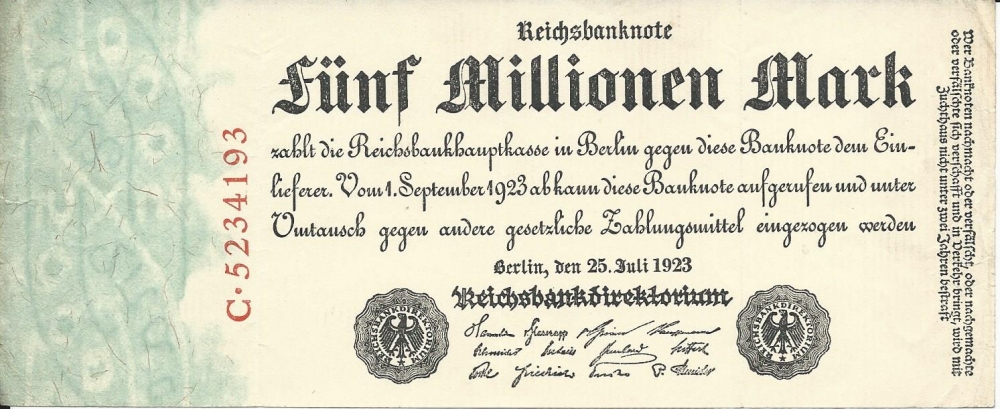 Reichsbanknote
Fünf Millionen Mark
zahlt die Reichsbankhauptkasse in Berlin gegen diese Banknote dem Ein-
lieferer. Vom 1. September 1923 ab kann diese Banknote aufgerufen und unter
Umtausch gegen andere gesetzliche Zahlungsmittel eingezogen werden
Berlin, den 25. Juli 1923
Reichsbankdirektorium
REICHSBANKDIREKTORIUM
REICHSBANKDIREKTORIUM
C·5234193
Wer Banknoten nachmacht oder verfälscht, oder nachgemachte
oder verfälschte sich verschafft und in Verkehr bringt, wird mit
Zuchthaus nicht unter zwei Jahren bestraft